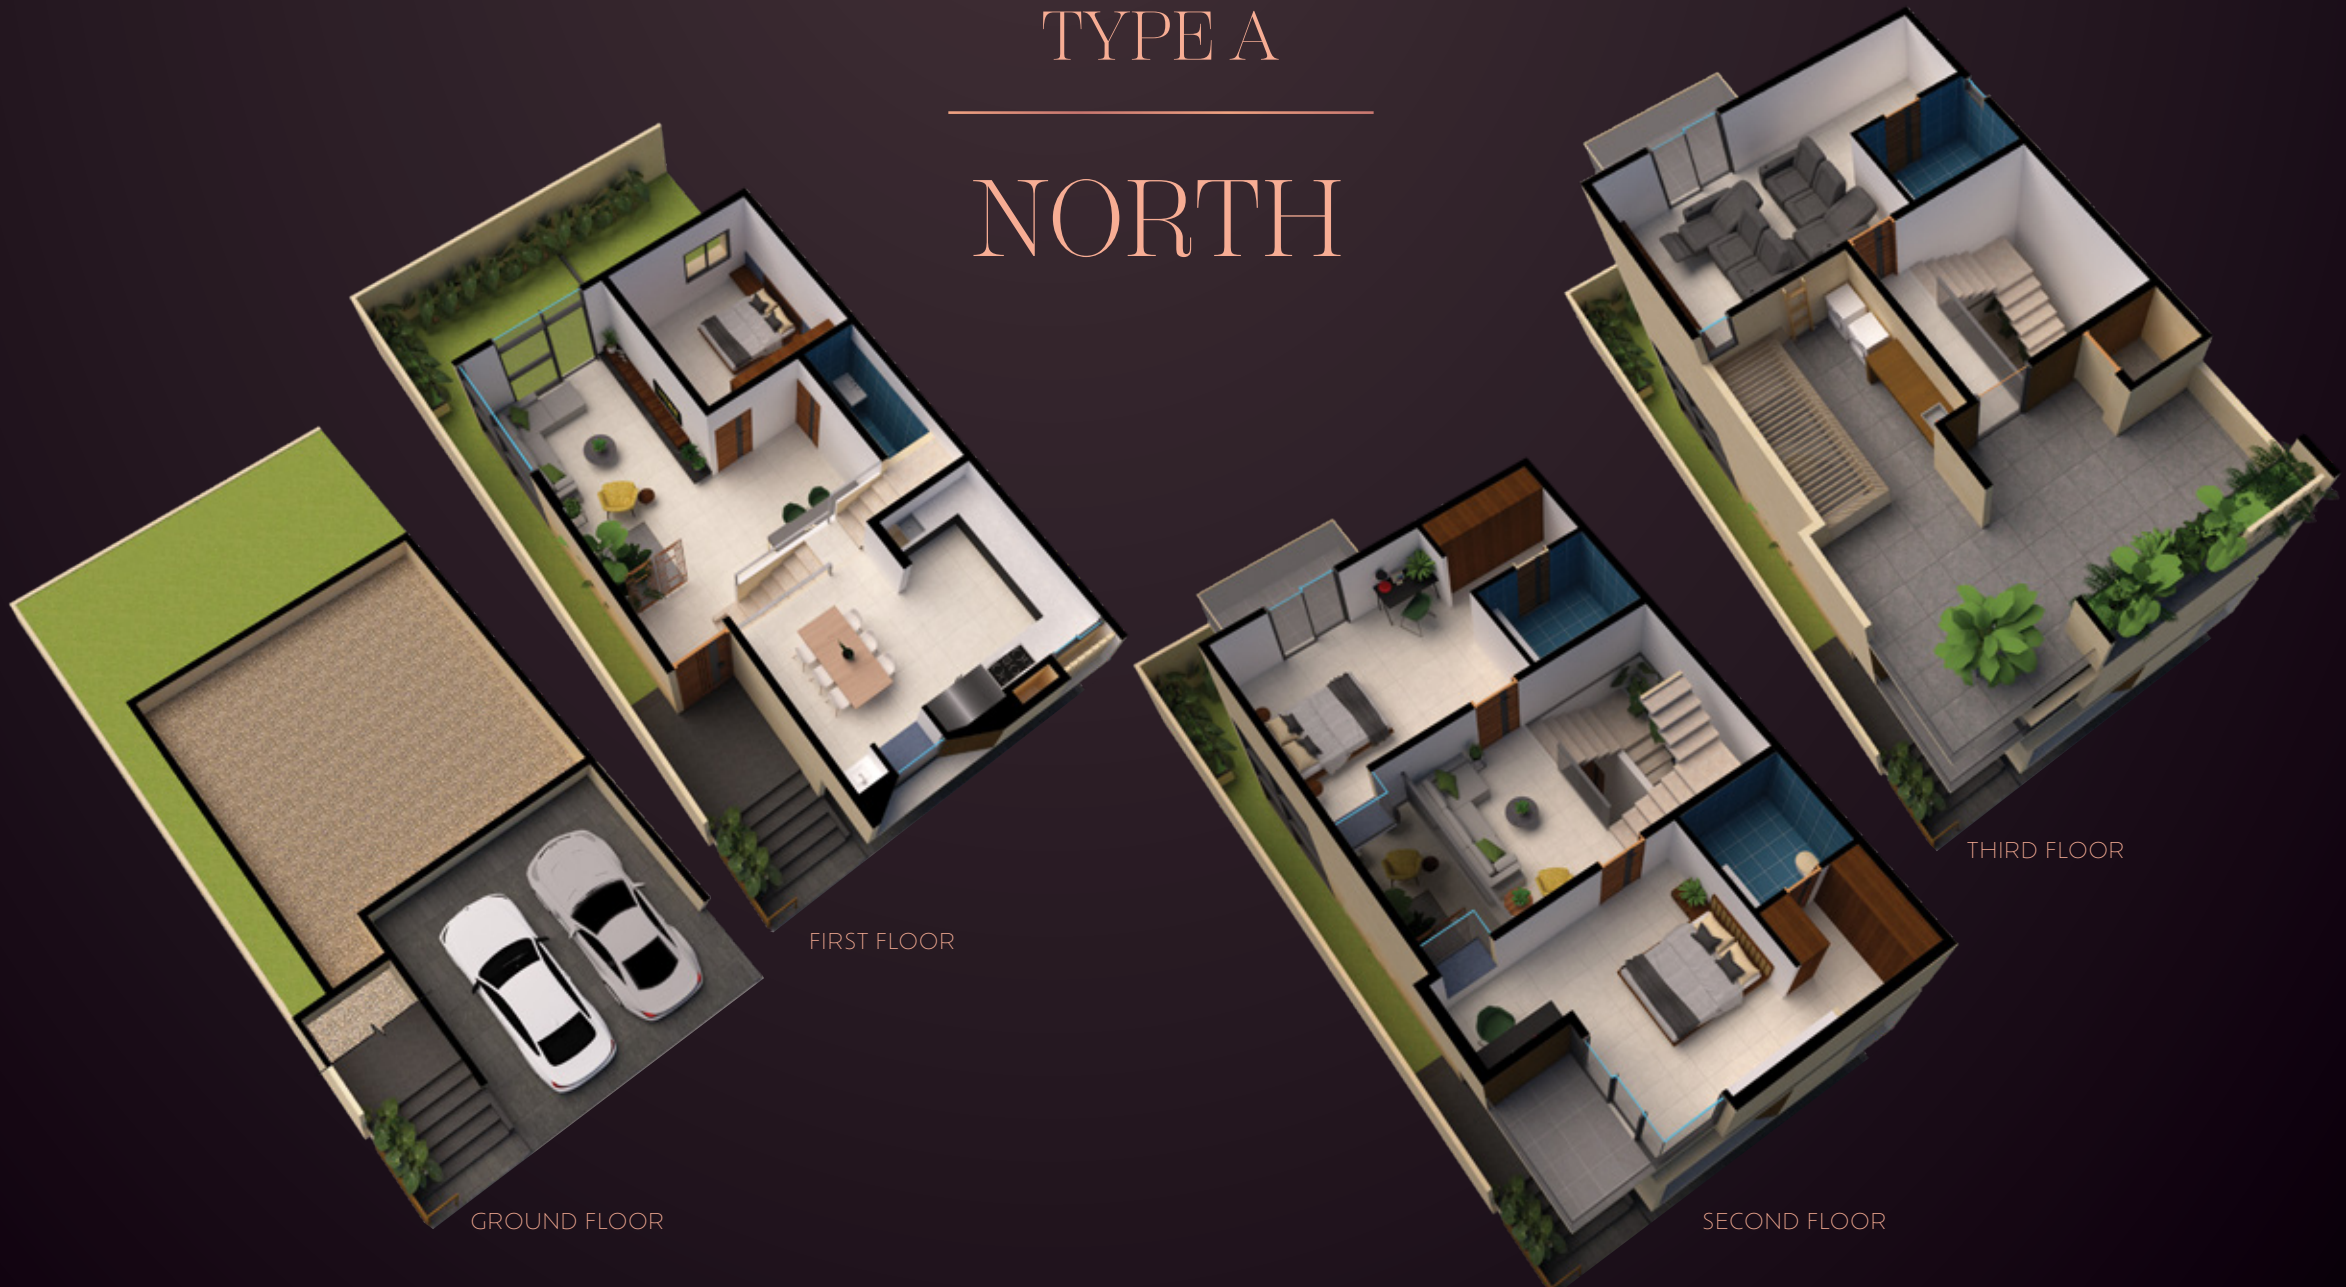 TYPE A
NORTH
THIRD FLOOR
FIRST FLOOR
GROUND FLOOR
SECOND FLOOR